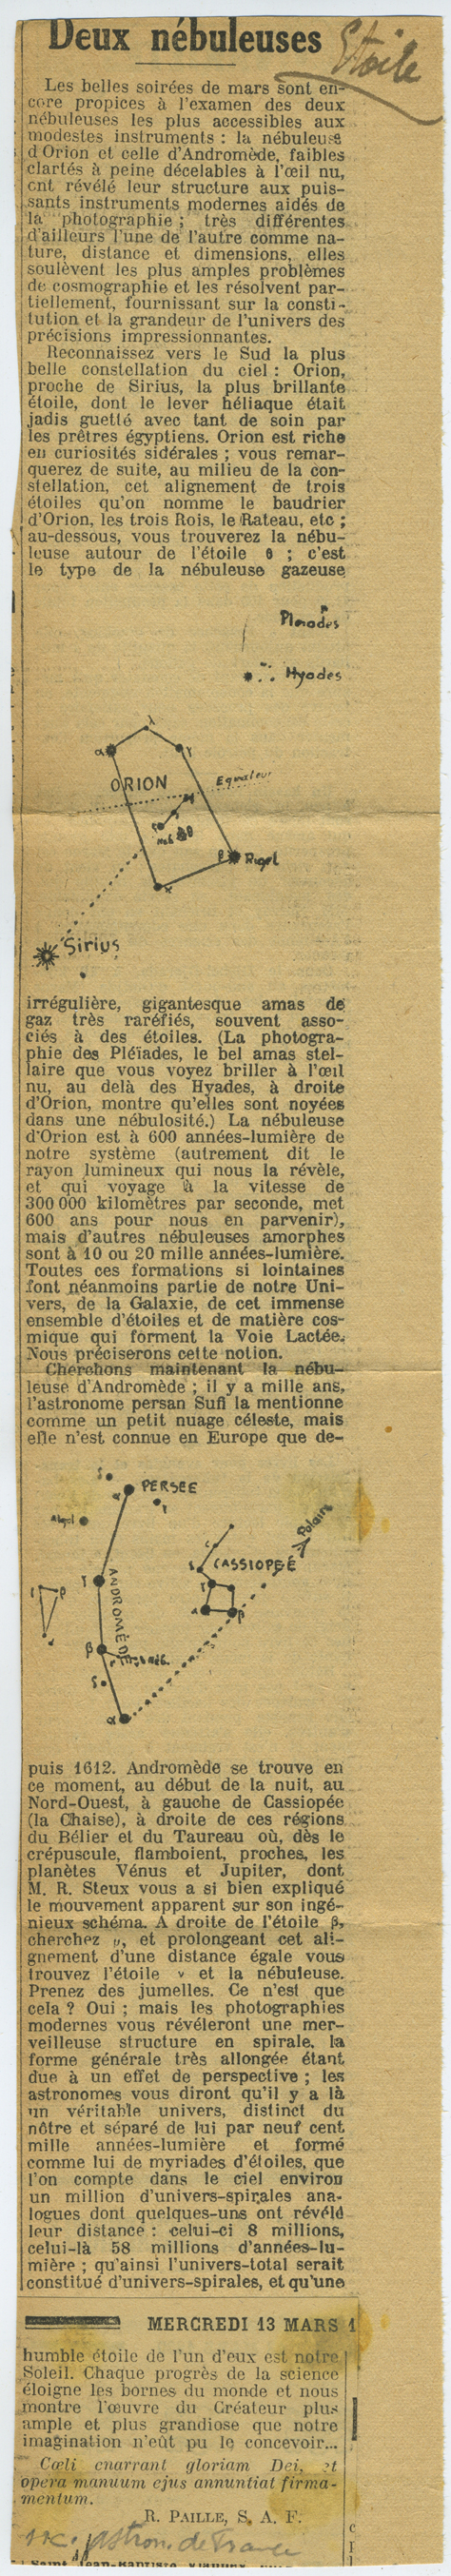 Deux nébuleuses
Etoile
Les belles soirées de mars sont en-
core propices à l'examen des deux
nébuleuses les plus accessibles aux
modestes instruments : la nébuleuse
d'Orion et celle d'Andromède, faibles
clartés à peine décelables à l'œil nu,
ont révélé leur structure aux puis-
sants instruments modernes aidés de
la photographie ; très différentes
d'ailleurs l'une de l'autre comme na-
ture, distance et dimensions, elles
soulèvent les plus amples problèmes
de cosmographie et les résolvent par-
tiellement, fournissant sur la consti-
tution et la grandeur de l'univers des
précisions impressionnantes.
Reconnaissez vers le Sud la plus
belle constellation du ciel : Orion,
proche de Sirius, la plus brillante
étoile, dont le lever héliaque était
jadis guetté avec tant de soin par
les prêtres égyptiens. Orion est riche
en curiosités sidérales ; vous remar-
querez de suite, au milieu de la con-
stellation, cet alignement de trois
étoiles qu'on nomme le baudrier
d'Orion, les trois Rois, le Rateau, etc ;
au-dessous, vous trouverez la nébu-
leuse autour de l'étoile θ ; c'est
le type de la nébuleuse gazeuse
Pleiades
Hyades
λ
α γ
ORION Equateur
β Rigel
κ
Sirius
irrégulière, gigantesque amas de
gaz très raréfiés, souvent asso-
ciés à des étoiles. (La photogra-
phie des Pléïades, le bel amas stel-
laire que vous voyez briller à l'œil
nu, au delà des Hyades, à droite
d'Orion, montre qu'elles sont noyées
dans une nébulosité.) La nébuleuse
d'Orion est à 600 années-lumière de
notre système (autrement dit le
rayon lumineux qui nous la révèle,
et qui voyage à la vitesse de
300 000 kilomètres par seconde, met
600 ans pour nous en parvenir),
mais d'autres nébuleuses amorphes
sont à 10 ou 20 mille années-lumière.
Toutes ces formations si lointaines
font néanmoins partie de notre Uni-
vers, de la Galaxie, de cet immense
ensemble d'étoiles et de matière cos-
mique qui forment la Voie Lactée.
Nous préciserons cette notion.
Cherchons maintenant la nébu-
leuse d'Andromède ; il y a mille ans,
l'astronome persan Sufi la mentionne
comme un petit nuage céleste, mais
elle n'est connue en Europe que de-
δ
α PERSEE
γ
Algol
Polaire
CASSIOPEÉ
γ ANDROMÈDE
β
δ
α
puis 1612. Andromède se trouve en
ce moment, au début de la nuit, au
Nord-Ouest, à gauche de Cassiopée
(la Chaise), à droite de ces régions
du Bélier et du Taureau où, dès le
crépuscule, flamboient, proches, les
planètes Vénus et Jupiter, dont
M. R. Steux vous a si bien expliqué
le mouvement apparent sur son ingé-
nieux schéma. A droite de l'étoile β,
cherchez μ, et prolongeant cet ali-
gnement d'une distance égale vous
trouvez l'étoile ν et la nébuleuse.
Prenez des jumelles. Ce n'est que
cela ? Oui ; mais les photographies
modernes vous révéleront une mer-
veilleuse structure en spirale, la
forme générale très allongée étant
due à un effet de perspective ; les
astronomes vous diront qu'il y a là
un véritable univers, distinct du
nôtre et séparé de lui par neuf cent
mille années-lumière et formé
comme lui de myriades d'étoiles, que
l'on compte dans le ciel environ
un million d'univers-spirales ana-
logues dont quelques-uns ont révélé
leur distance : celui-ci 8 millions,
celui-là 58 millions d'années-lu-
mière ; qu'ainsi l'univers-total serait
constitué d'univers-spirales, et qu'une
MERCREDI 13 MARS 1
humble étoile de l'un d'eux est notre
Soleil. Chaque progrès de la science
éloigne les bornes du monde et nous
montre l'œuvre du Créateur plus
ample et plus grandiose que notre
imagination n'eût pu le concevoir...
Cœli enarrant gloriam Dei, et
opera manuum ejus annuntiat firma-
mentum.
R. PAILLE, S. A. F.
astron. de France